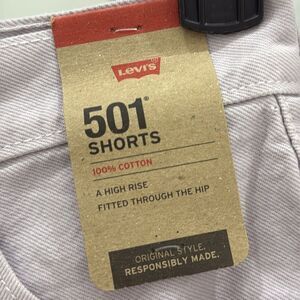 Levi's
501®
SHORTS
100% COTTON
A HIGH RISE
FITTED THROUGH THE HIP
ORIGINAL STYLE.
RESPONSIBLY MADE.